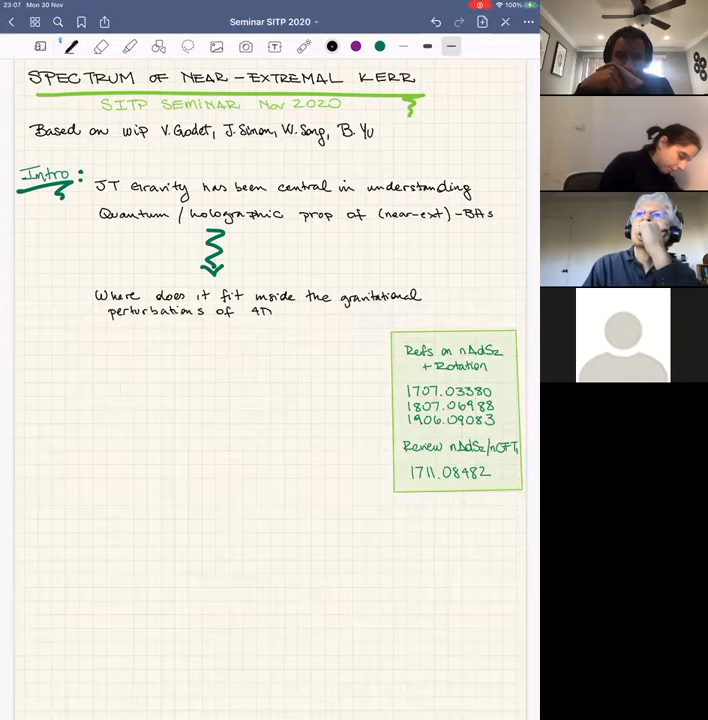 23:07 Mon 30 Nov
100%
Seminar SITP 2020
SPECTRUM OF NEAR-EXTREMAL KERR
SITP SEMINAR Nov 2020
Based on wip V. Godet, J. Simon, W. Song, B. Yu
Intro:
JT Gravity has been central in understanding
Quantum / holographic prop of (near-ext)-BHs
Where does it fit inside the gravitational
perturbations of 4D
Refs on nAdS2
+ Rotation
1707.03380
1807.06988
1906.09083
Review nAdS2/nCFT1
1711.08482